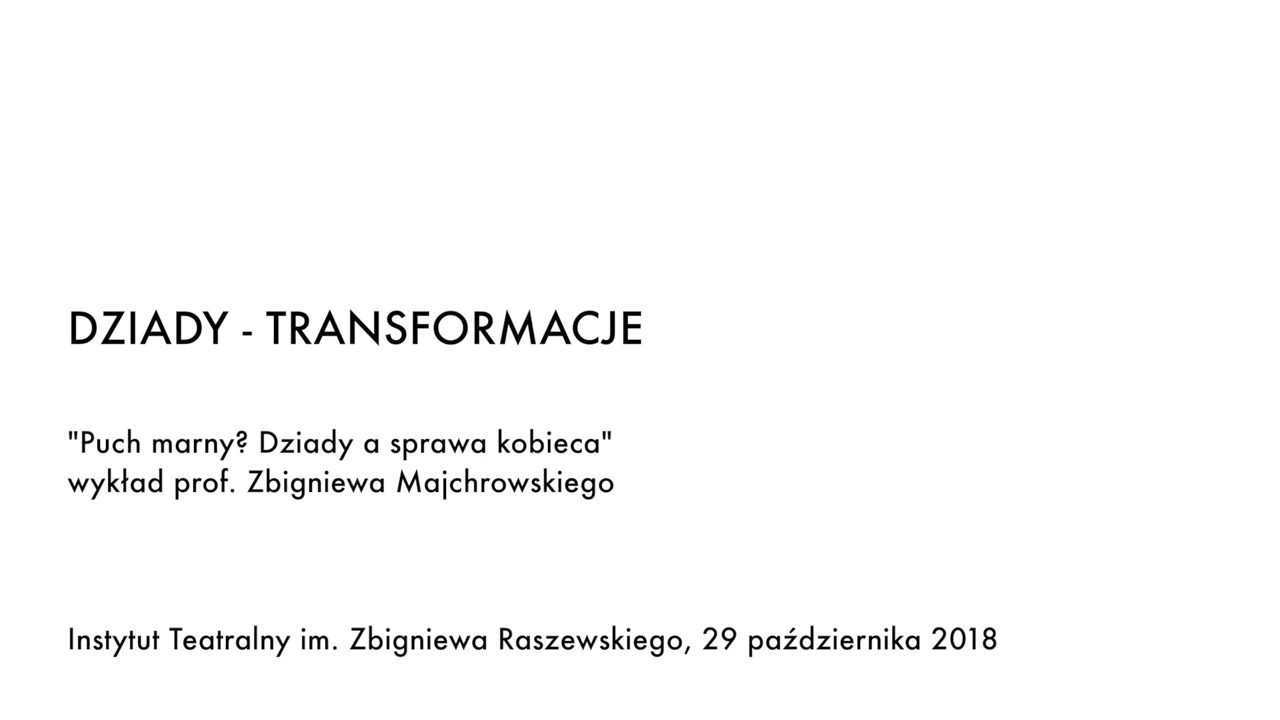 DZIADY - TRANSFORMACJE
"Puch marny? Dziady a sprawa kobieca"
wykład prof. Zbigniewa Majchrowskiego
Instytut Teatralny im. Zbigniewa Raszewskiego, 29 października 2018